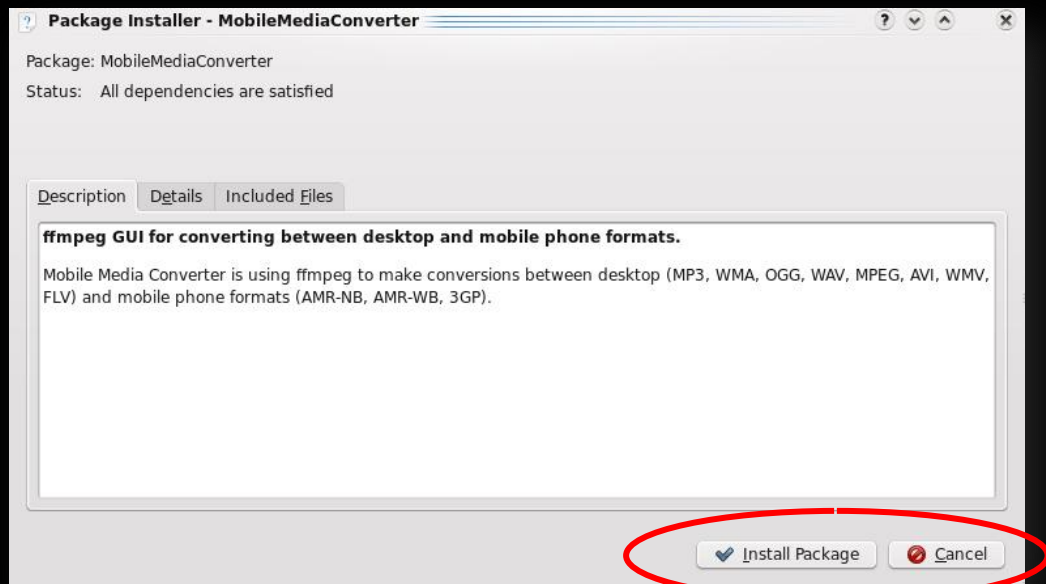 Package Installer - MobileMediaConverter
Package: MobileMediaConverter
Status: All dependencies are satisfied
Description Details Included Files
ffmpeg GUI for converting between desktop and mobile phone formats.
Mobile Media Converter is using ffmpeg to make conversions between desktop (MP3, WMA, OGG, WAV, MPEG, AVI, WMV,
FLV) and mobile phone formats (AMR-NB, AMR-WB, 3GP).
Install Package Cancel